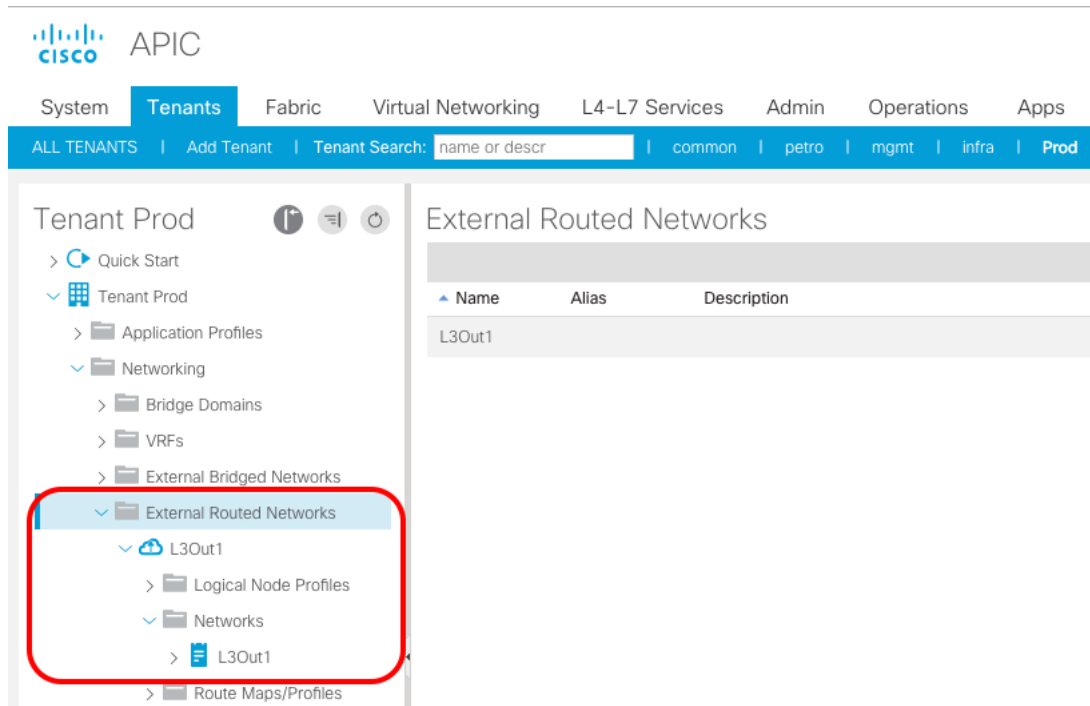 CISCO APIC
System Tenants Fabric Virtual Networking L4-L7 Services Admin Operations Apps
ALL TENANTS | Add Tenant | Tenant Search: name or descr | common | petro | mgmt | infra | Prod
Tenant Prod
Quick Start
Tenant Prod
Application Profiles
Networking
Bridge Domains
VRFs
External Bridged Networks
External Routed Networks
L3Out1
Logical Node Profiles
Networks
L3Out1
Route Maps/Profiles
External Routed Networks
Name Alias Description
L3Out1